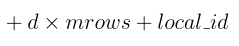 + d × mrows + local_id